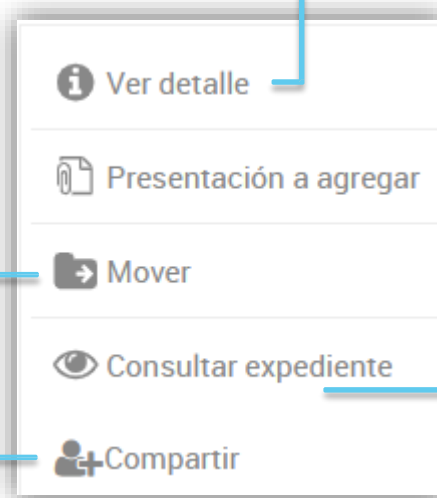 Ver detalle
Presentación a agregar
Mover
Consultar expediente
Compartir